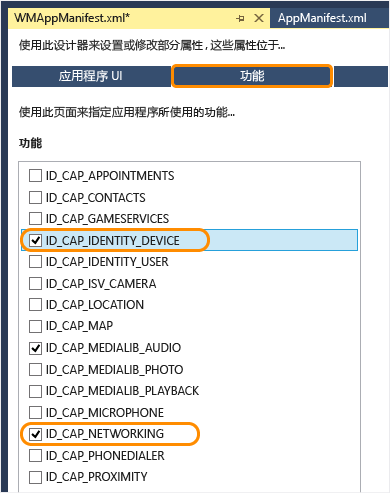 WMAppManifest.xml* AppManifest.xml
使用此设计器来设置或修改部分属性,这些属性位于...
应用程序 UI 功能
使用此页面来指定应用程序所使用的功能...
功能
ID_CAP_APPOINTMENTS
ID_CAP_CONTACTS
ID_CAP_GAMESERVICES
ID_CAP_IDENTITY_DEVICE
ID_CAP_IDENTITY_USER
ID_CAP_ISV_CAMERA
ID_CAP_LOCATION
ID_CAP_MAP
ID_CAP_MEDIALIB_AUDIO
ID_CAP_MEDIALIB_PHOTO
ID_CAP_MEDIALIB_PLAYBACK
ID_CAP_MICROPHONE
ID_CAP_NETWORKING
ID_CAP_PHONEDIALER
ID_CAP_PROXIMITY